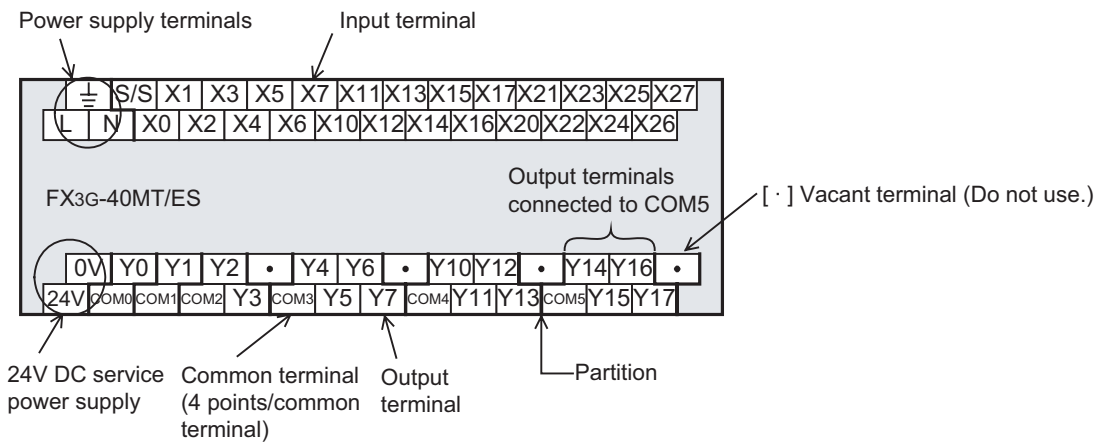 Power supply terminals
Input terminal
S/S X1 X3 X5 X7 X11 X13 X15 X17 X21 X23 X25 X27
L N X0 X2 X4 X6 X10 X12 X14 X16 X20 X22 X24 X26
FX3G-40MT/ES
Output terminals
connected to COM5
[ · ] Vacant terminal (Do not use.)
0V Y0 Y1 Y2 • Y4 Y6 • Y10 Y12 • Y14 Y16 •
24V COM0 COM1 COM2 Y3 COM3 Y5 Y7 COM4 Y11 Y13 COM5 Y15 Y17
24V DC service
power supply
Common terminal
(4 points/common
terminal)
Output
terminal
Partition